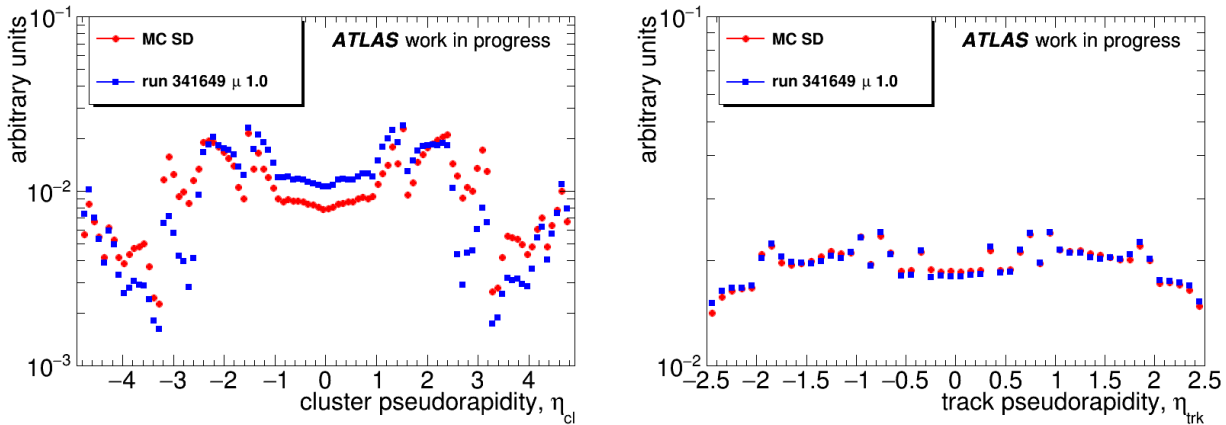 arbitrary units
10⁻¹
10⁻²
10⁻³
MC SD
run 341649 μ 1.0
ATLAS work in progress
−4 −3 −2 −1 0 1 2 3 4
cluster pseudorapidity, η_cl
arbitrary units
10⁻¹
10⁻²
MC SD
run 341649 μ 1.0
ATLAS work in progress
−2.5 −2 −1.5 −1 −0.5 0 0.5 1 1.5 2 2.5
track pseudorapidity, η_trk